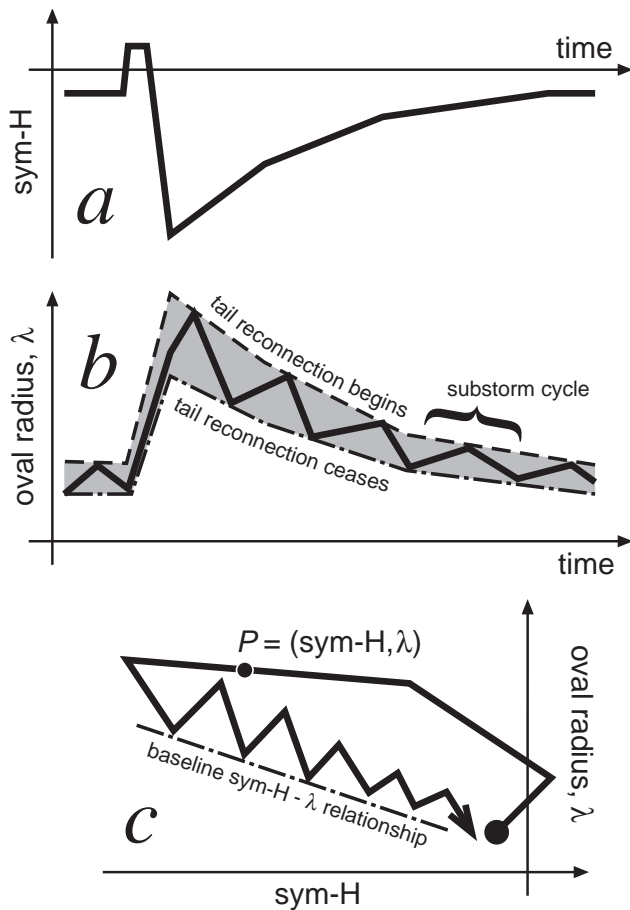 time
sym-H
a
tail reconnection begins
oval radius, λ
b
substorm cycle
tail reconnection ceases
time
P = (sym-H,λ)
oval radius, λ
baseline sym-H - λ relationship
c
sym-H